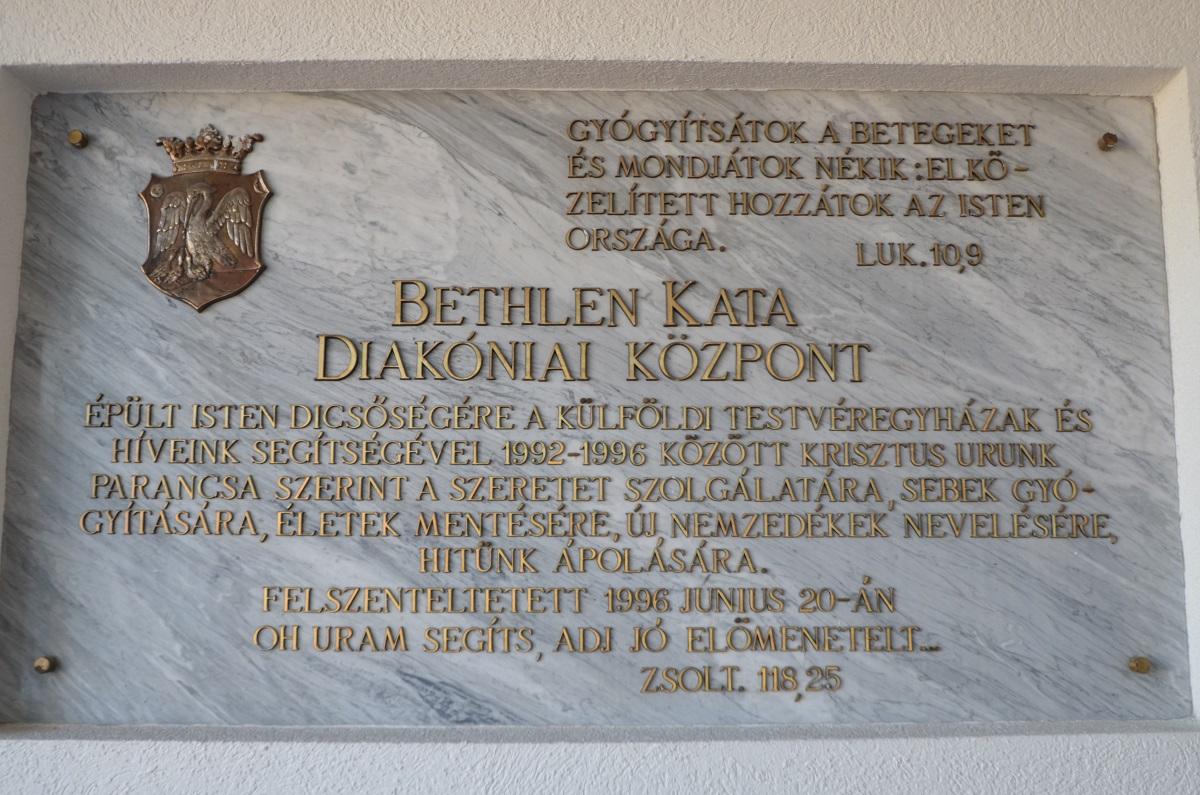 GYÓGYÍTSÁTOK A BETEGEKET
ÉS MONDJÁTOK NÉKIK: ELKÖ-
ZELÍTETT HOZZÁTOK AZ ISTEN
ORSZÁGA.
LUK. 10,9
BETHLEN KATA
DIAKÓNIAI KÖZPONT
ÉPÜLT ISTEN DICSŐSÉGÉRE A KÜLFÖLDI TESTVÉREGYHÁZAK ÉS
HÍVEINK SEGÍTSÉGÉVEL 1992-1996 KÖZÖTT KRISZTUS URUNK
PARANCSA SZERINT A SZERETET SZOLGÁLATÁRA, SEBEK GYÓ-
GYÍTÁSÁRA, ÉLETEK MENTÉSÉRE, ÚJ NEMZEDÉKEK NEVELÉSÉRE,
HITÜNK ÁPOLÁSÁRA.
FELSZENTELTETETT 1996 JUNIUS 20-ÁN
OH URAM SEGÍTS, ADJ JÓ ELŐMENETELT...
ZSOLT. 118,25